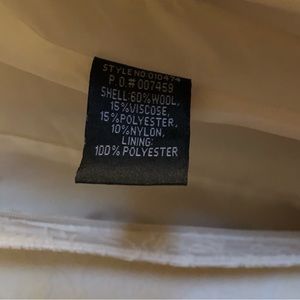 STYLE NO 010474
P.O.# 007459
SHELL 60% WOOL,
15% VISCOSE,
15% POLYESTER,
10% NYLON,
LINING:
100% POLYESTER